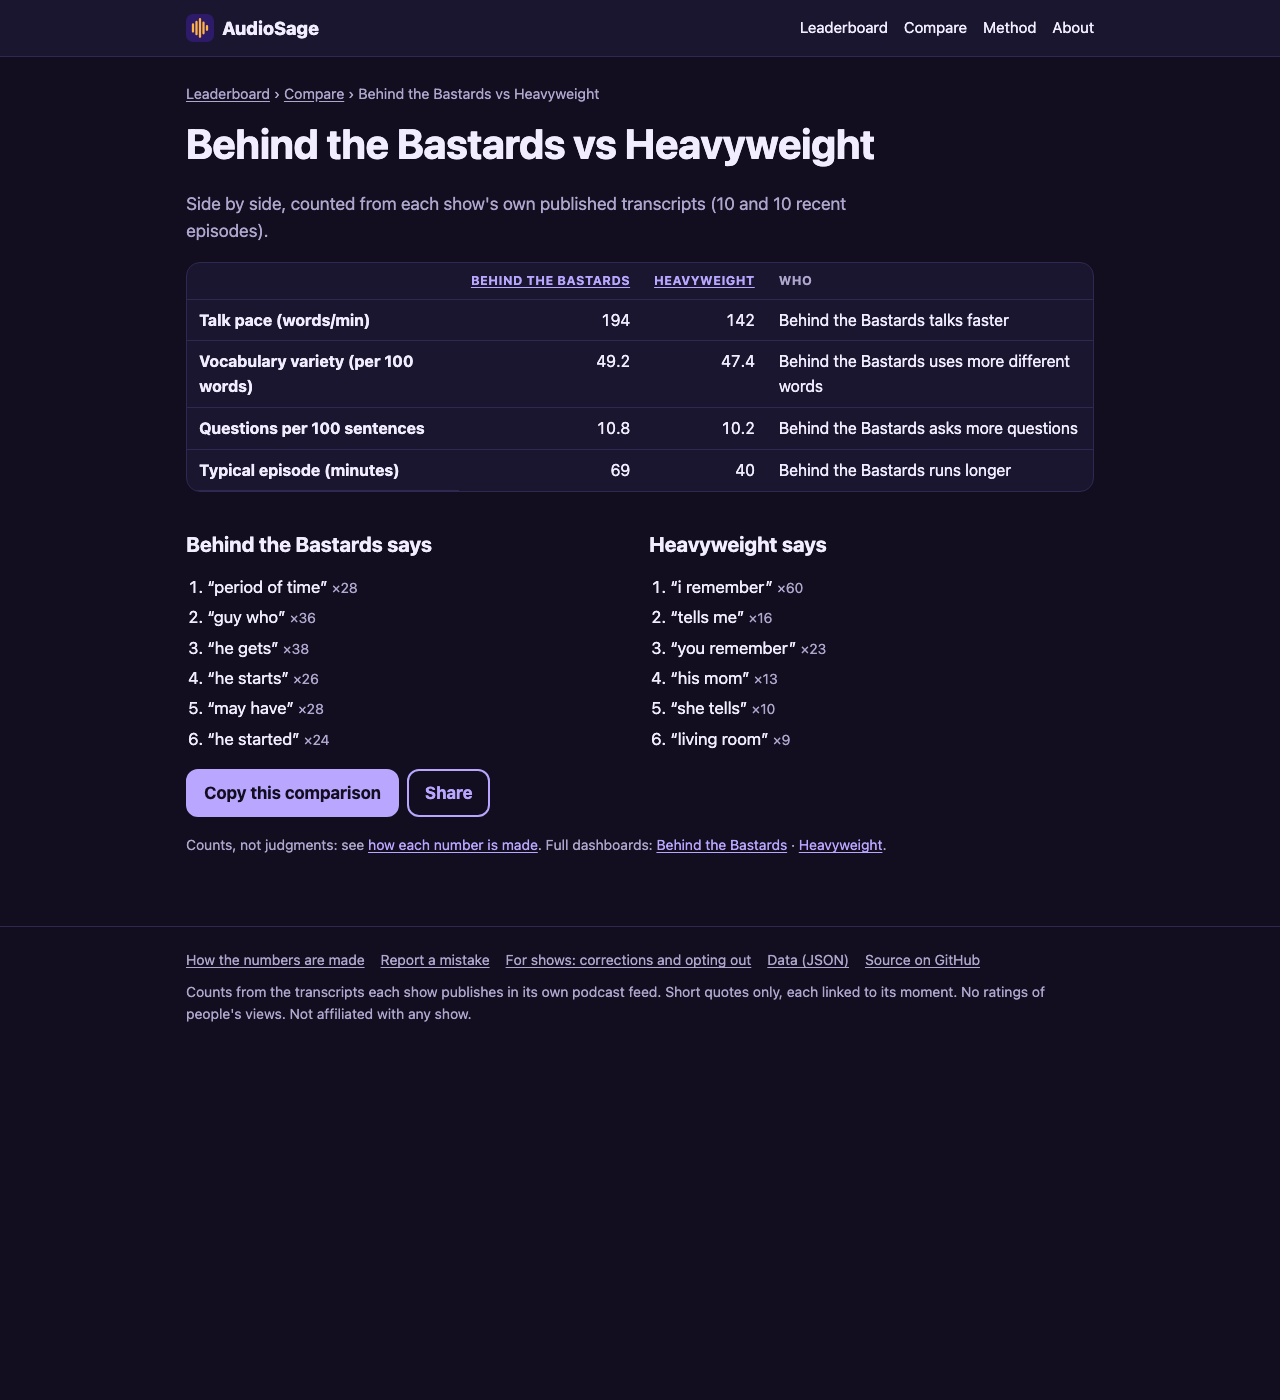 AudioSage
Leaderboard Compare Method About
Leaderboard › Compare › Behind the Bastards vs Heavyweight
Behind the Bastards vs Heavyweight
Side by side, counted from each show's own published transcripts (10 and 10 recent
episodes).
BEHIND THE BASTARDS HEAVYWEIGHT WHO
Talk pace (words/min) 194 142 Behind the Bastards talks faster
Vocabulary variety (per 100
words) 49.2 47.4 Behind the Bastards uses more different
words
Questions per 100 sentences 10.8 10.2 Behind the Bastards asks more questions
Typical episode (minutes) 69 40 Behind the Bastards runs longer
Behind the Bastards says
1. “period of time” ×28
2. “guy who” ×36
3. “he gets” ×38
4. “he starts” ×26
5. “may have” ×28
6. “he started” ×24
Heavyweight says
1. “i remember” ×60
2. “tells me” ×16
3. “you remember” ×23
4. “his mom” ×13
5. “she tells” ×10
6. “living room” ×9
Copy this comparison Share
Counts, not judgments: see how each number is made. Full dashboards: Behind the Bastards · Heavyweight.
How the numbers are made Report a mistake For shows: corrections and opting out Data (JSON) Source on GitHub
Counts from the transcripts each show publishes in its own podcast feed. Short quotes only, each linked to its moment. No ratings of
people's views. Not affiliated with any show.